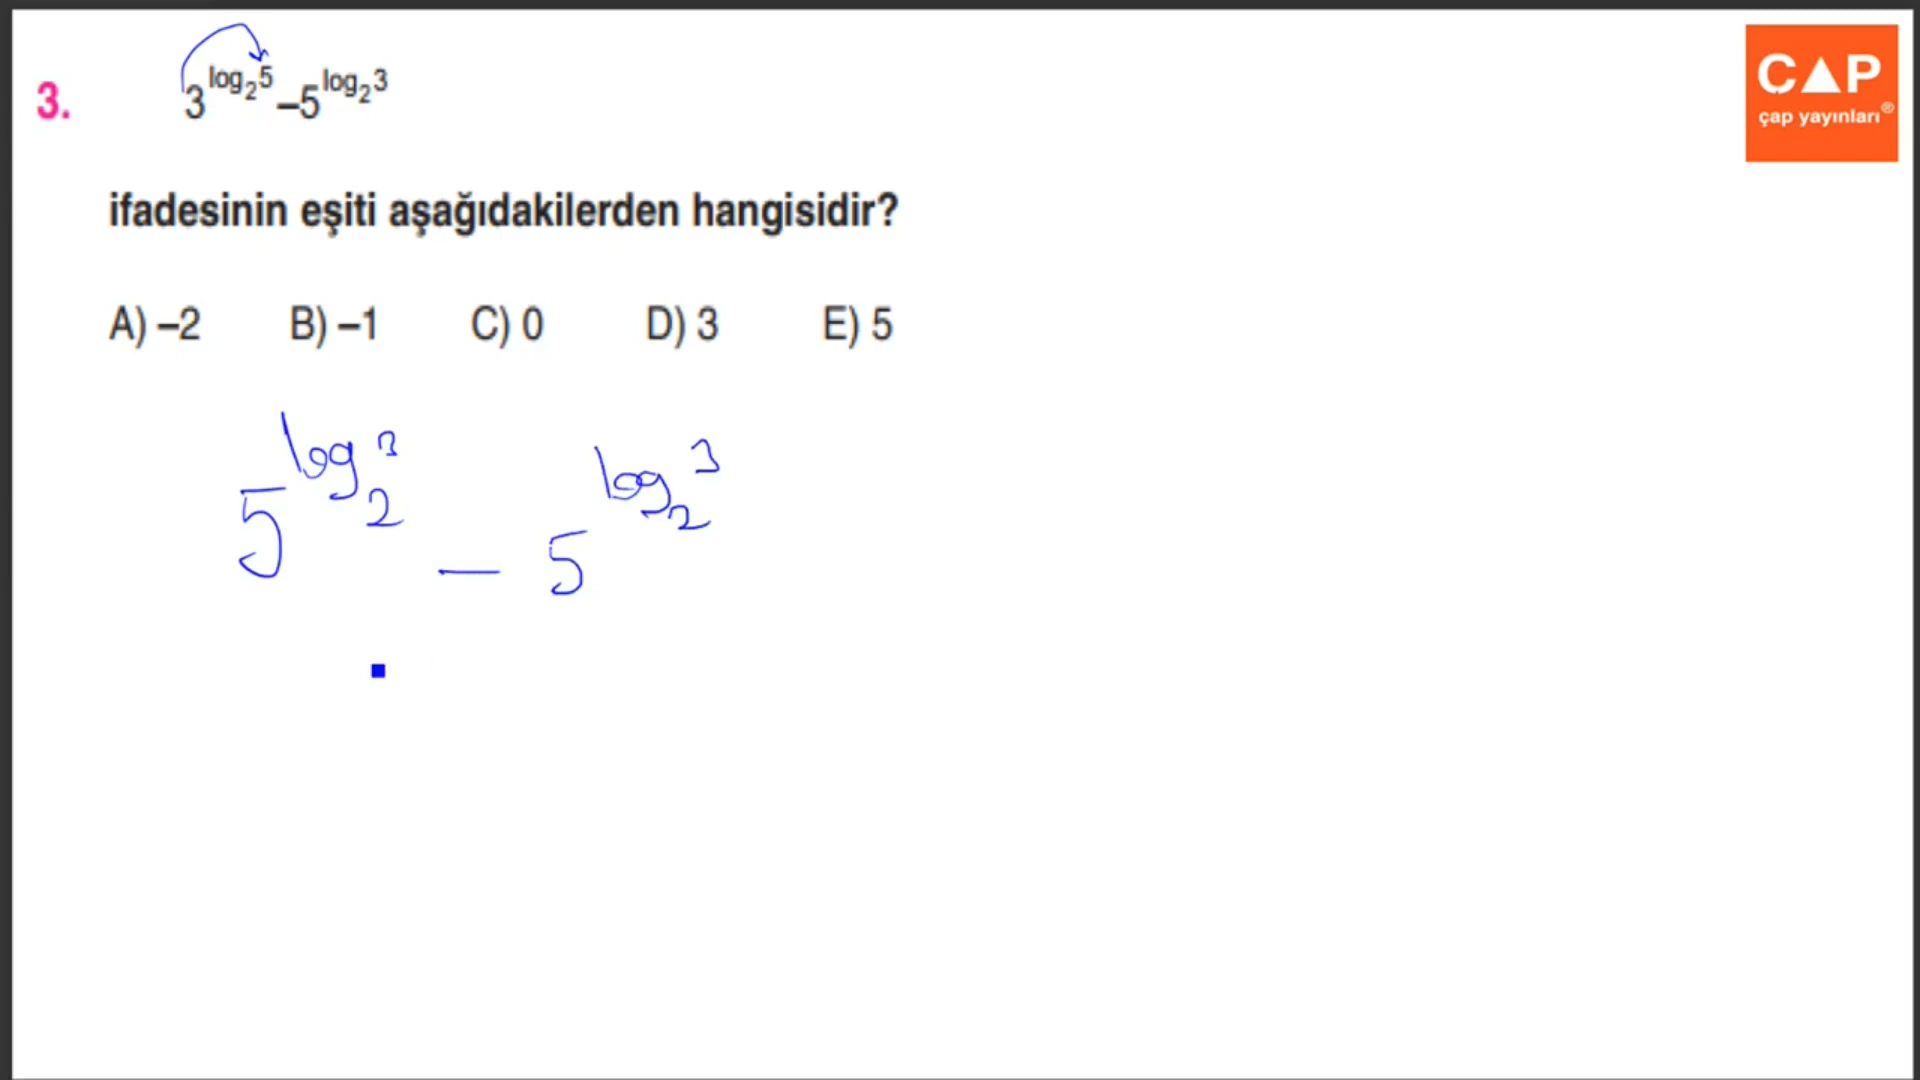 3. 3^log₂5 –5^log₂3
ÇAP
çap yayınları®
ifadesinin eşiti aşağıdakilerden hangisidir?
A) –2 B) –1 C) 0 D) 3 E) 5
5^log₂3 – 5^log₂3